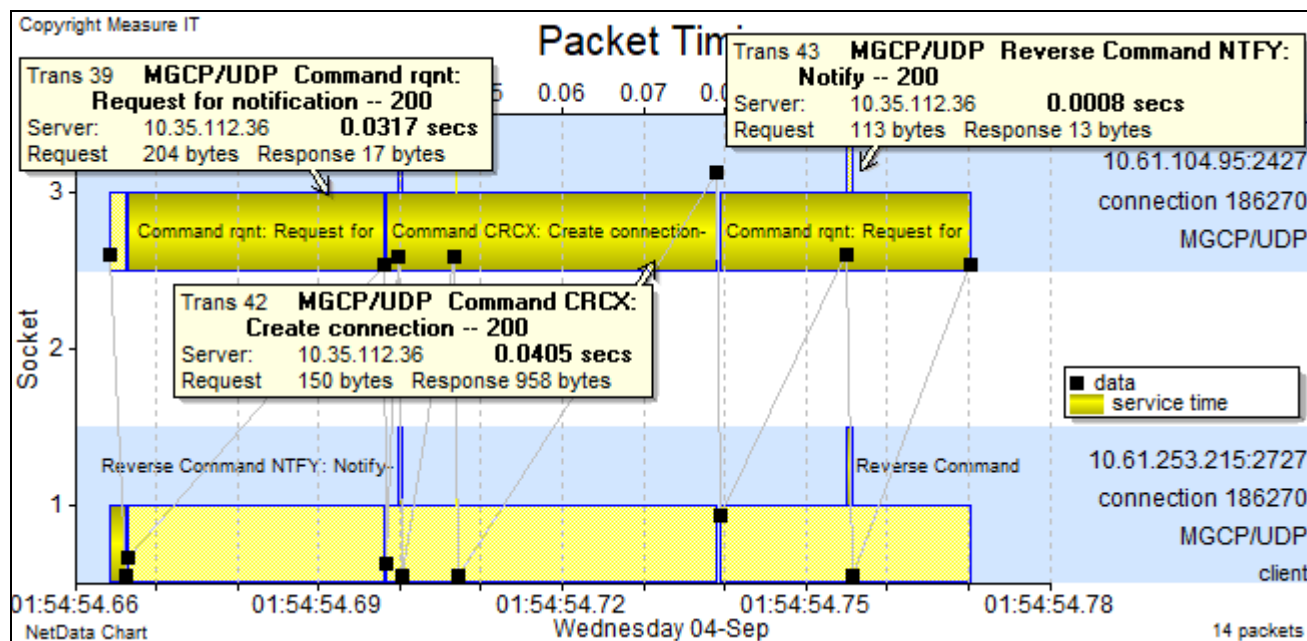 Copyright Measure IT
Packet Timi
Trans 39 MGCP/UDP Command rqnt:
Request for notification -- 200
Server: 10.35.112.36 0.0317 secs
Request 204 bytes Response 17 bytes
Trans 43 MGCP/UDP Reverse Command NTFY:
Notify -- 200
Server: 10.35.112.36 0.0008 secs
Request 113 bytes Response 13 bytes
5 0.06 0.07 0.0
10.61.104.95:2427
3
connection 186270
MGCP/UDP
Command rqnt: Request for
Command CRCX: Create connection-
Command rqnt: Request for
Trans 42 MGCP/UDP Command CRCX:
Create connection -- 200
Server: 10.35.112.36 0.0405 secs
Request 150 bytes Response 958 bytes
Socket
2
data
service time
Reverse Command NTFY: Notify--
Reverse Command
10.61.253.215:2727
1
connection 186270
MGCP/UDP
client
01:54:54.66 01:54:54.69 01:54:54.72 01:54:54.75 01:54:54.78
NetData Chart
Wednesday 04-Sep
14 packets